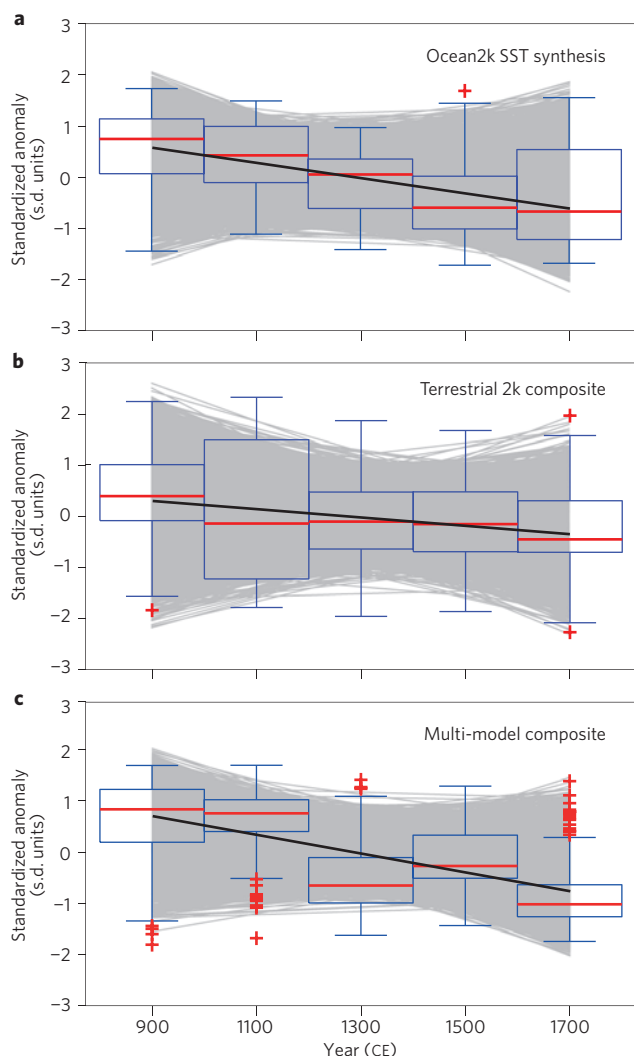 a
3
Ocean2k SST synthesis
2
1
0
−1
−2
−3
Standardized anomaly
(s.d. units)
b
3
Terrestrial 2k composite
2
1
0
−1
−2
−3
Standardized anomaly
(s.d. units)
c
3
Multi-model composite
2
1
0
−1
−2
−3
Standardized anomaly
(s.d. units)
900 1100 1300 1500 1700
Year (CE)